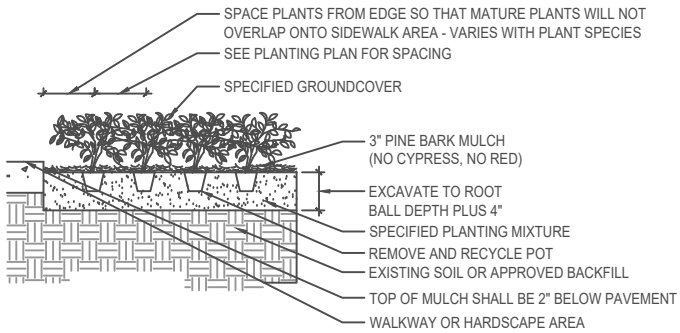 SPACE PLANTS FROM EDGE SO THAT MATURE PLANTS WILL NOT
OVERLAP ONTO SIDEWALK AREA - VARIES WITH PLANT SPECIES
SEE PLANTING PLAN FOR SPACING
SPECIFIED GROUNDCOVER
3" PINE BARK MULCH
(NO CYPRESS, NO RED)
EXCAVATE TO ROOT
BALL DEPTH PLUS 4"
SPECIFIED PLANTING MIXTURE
REMOVE AND RECYCLE POT
EXISTING SOIL OR APPROVED BACKFILL
TOP OF MULCH SHALL BE 2" BELOW PAVEMENT
WALKWAY OR HARDSCAPE AREA